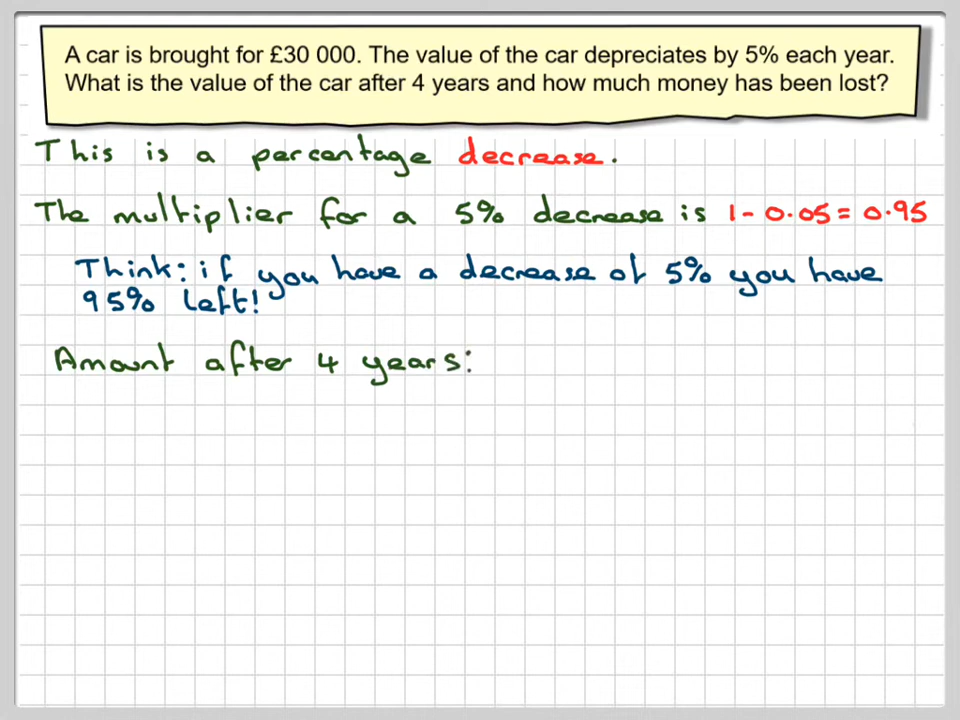 A car is brought for £30 000. The value of the car depreciates by 5% each year.
What is the value of the car after 4 years and how much money has been lost?
This is a percentage decrease.
The multiplier for a 5% decrease is 1 - 0.05 = 0.95
Think: if you have a decrease of 5% you have
95% left!
Amount after 4 years: